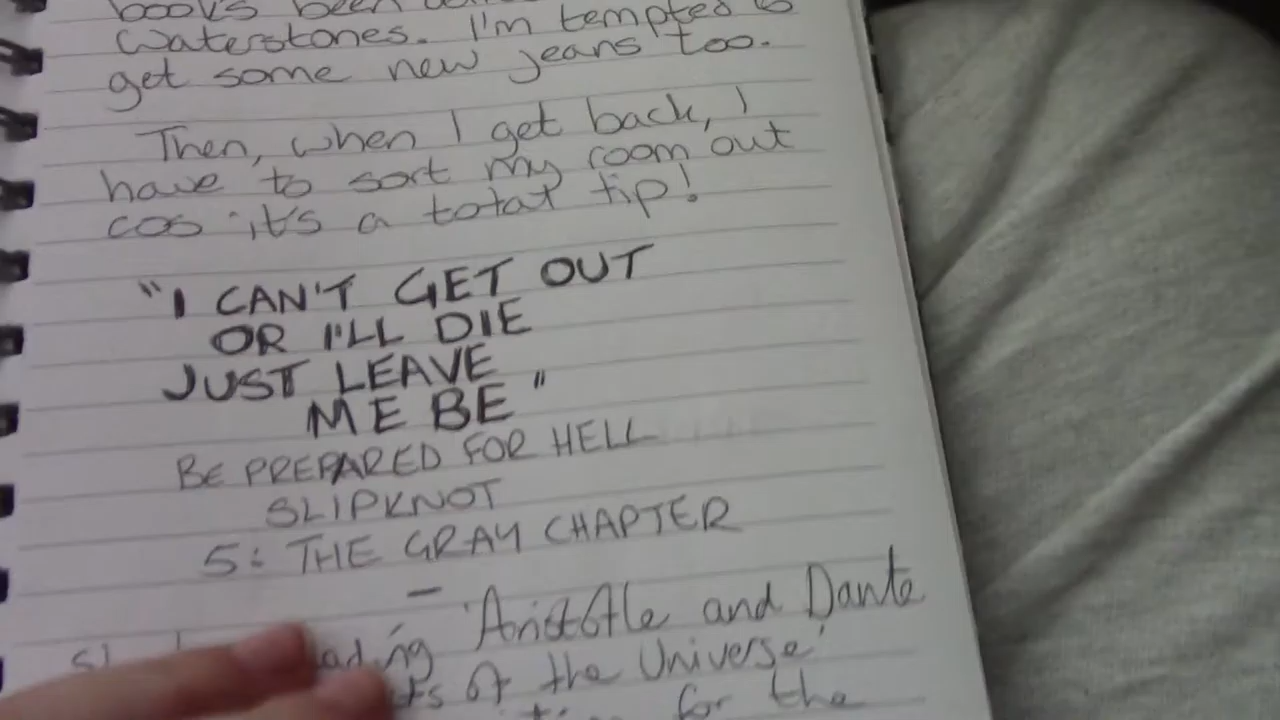 books been
Waterstones. I'm tempted to
get some new jeans too.
Then, when I get back, I
have to sort my room out
cos it's a total tip!
"I CAN'T GET OUT
OR I'LL DIE
JUST LEAVE
ME BE"
BE PREPARED FOR HELL
SLIPKNOT
5: THE GRAY CHAPTER
– 'Aristotle and Dante
of the Universe'
for the